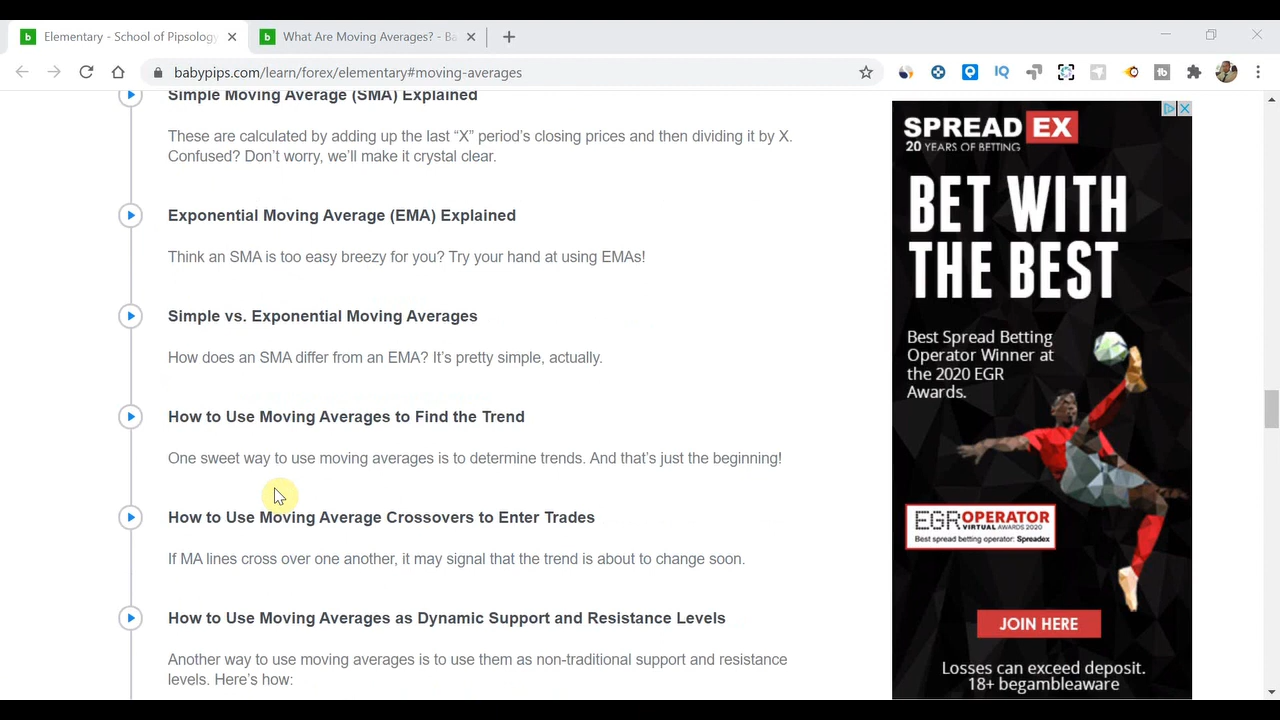 Elementary - School of Pipsology
What Are Moving Averages? - Ba
babypips.com/learn/forex/elementary#moving-averages
Simple Moving Average (SMA) Explained
These are calculated by adding up the last “X” period’s closing prices and then dividing it by X.
Confused? Don’t worry, we’ll make it crystal clear.
Exponential Moving Average (EMA) Explained
Think an SMA is too easy breezy for you? Try your hand at using EMAs!
Simple vs. Exponential Moving Averages
How does an SMA differ from an EMA? It’s pretty simple, actually.
How to Use Moving Averages to Find the Trend
One sweet way to use moving averages is to determine trends. And that’s just the beginning!
How to Use Moving Average Crossovers to Enter Trades
If MA lines cross over one another, it may signal that the trend is about to change soon.
How to Use Moving Averages as Dynamic Support and Resistance Levels
Another way to use moving averages is to use them as non-traditional support and resistance
levels. Here’s how:
SPREADEX
20 YEARS OF BETTING
BET WITH
THE BEST
Best Spread Betting
Operator Winner at
the 2020 EGR
Awards.
EGR OPERATOR
VIRTUAL AWARDS 2020
Best spread betting operator: Spreadex
JOIN HERE
Losses can exceed deposit.
18+ begambleaware
b
b
IQ
tb